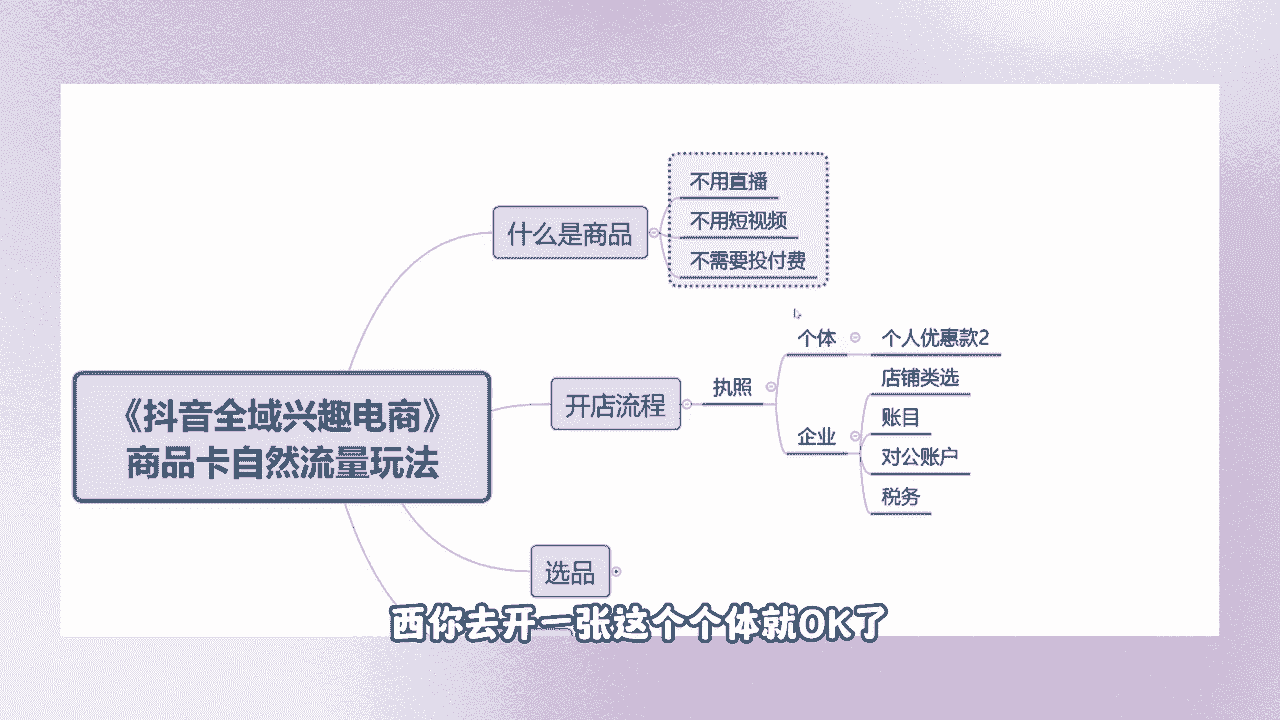 什么是商品
不用直播
不用短视频
不需要投付费
《抖音全域兴趣电商》
商品卡自然流量玩法
开店流程
执照
个体
个人优惠款2
企业
店铺类选
账目
对公账户
税务
选品
西你去开一张这个个体就OK了